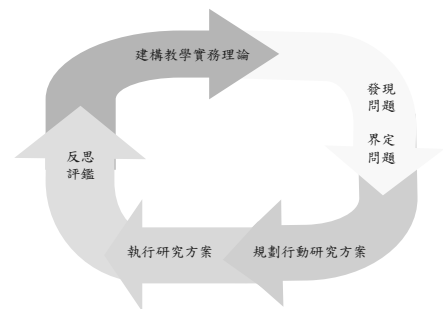 建構教學實務理論
發現
問題
界定
問題
規劃行動研究方案
執行研究方案
反思
評鑑